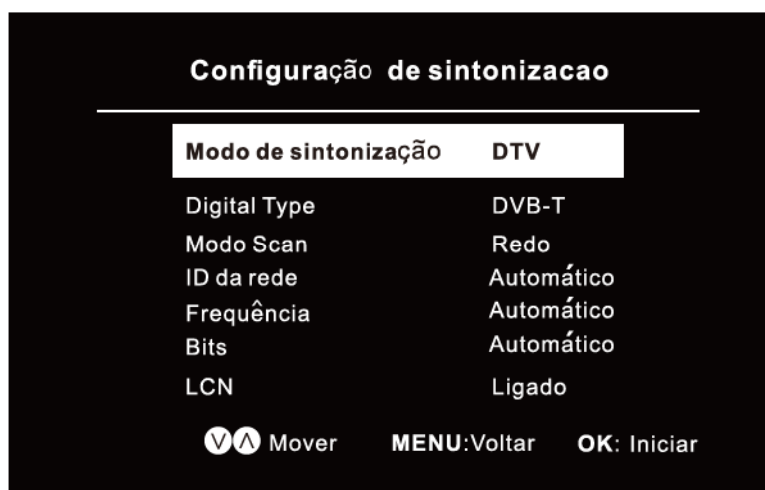 Configuração de sintonizacao
Modo de sintonização DTV
Digital Type DVB-T
Modo Scan Redo
ID da rede Automático
Frequência Automático
Bits Automático
LCN Ligado
Mover MENU:Voltar OK: Iniciar